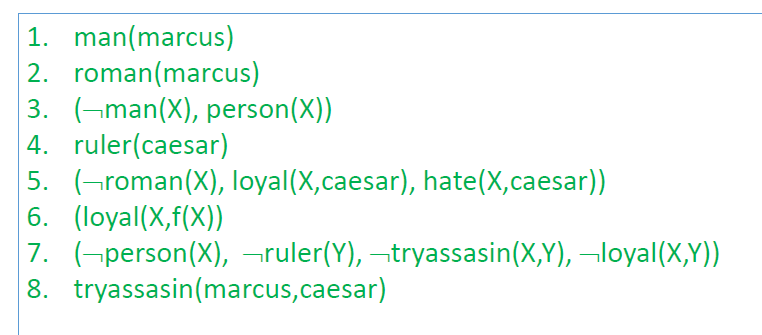 1. man(marcus)
2. roman(marcus)
3. (¬man(X), person(X))
4. ruler(caesar)
5. (¬roman(X), loyal(X,caesar), hate(X,caesar))
6. (loyal(X,f(X))
7. (¬person(X), ¬ruler(Y), ¬tryassasin(X,Y), ¬loyal(X,Y))
8. tryassasin(marcus,caesar)